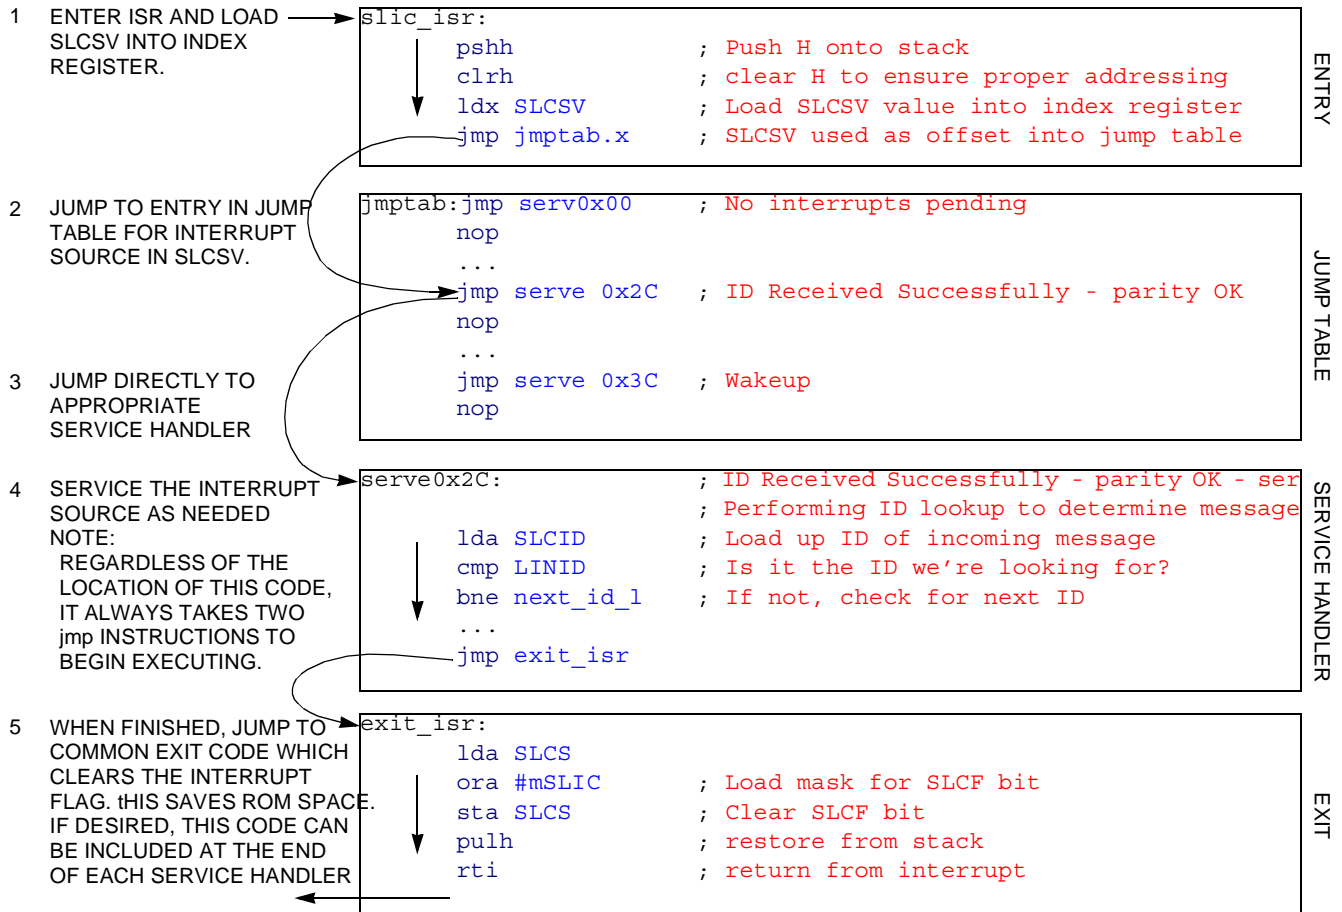 1 ENTER ISR AND LOAD
SLCSV INTO INDEX
REGISTER.
slic_isr:
pshh ; Push H onto stack
clrh ; clear H to ensure proper addressing
ldx SLCSV ; Load SLCSV value into index register
jmp jmptab.x ; SLCSV used as offset into jump table
ENTRY
2 JUMP TO ENTRY IN JUMP
TABLE FOR INTERRUPT
SOURCE IN SLCSV.
3 JUMP DIRECTLY TO
APPROPRIATE
SERVICE HANDLER
jmptab:jmp serv0x00 ; No interrupts pending
nop
...
jmp serve 0x2C ; ID Received Successfully - parity OK
nop
...
jmp serve 0x3C ; Wakeup
nop
JUMP TABLE
4 SERVICE THE INTERRUPT
SOURCE AS NEEDED
NOTE:
REGARDLESS OF THE
LOCATION OF THIS CODE,
IT ALWAYS TAKES TWO
jmp INSTRUCTIONS TO
BEGIN EXECUTING.
serve0x2C: ; ID Received Successfully - parity OK - ser
; Performing ID lookup to determine message
lda SLCID ; Load up ID of incoming message
cmp LINID ; Is it the ID we're looking for?
bne next_id_l ; If not, check for next ID
...
jmp exit_isr
SERVICE HANDLER
5 WHEN FINISHED, JUMP TO
COMMON EXIT CODE WHICH
CLEARS THE INTERRUPT
FLAG. tHIS SAVES ROM SPACE.
IF DESIRED, THIS CODE CAN
BE INCLUDED AT THE END
OF EACH SERVICE HANDLER
exit_isr:
lda SLCS
ora #mSLIC ; Load mask for SLCF bit
sta SLCS ; Clear SLCF bit
pulh ; restore from stack
rti ; return from interrupt
EXIT